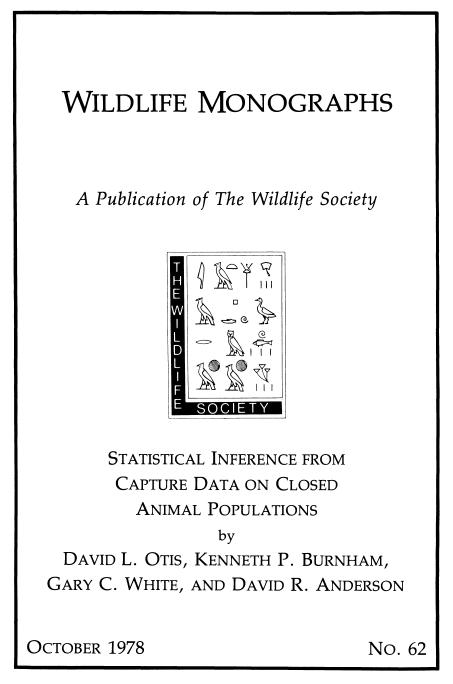 WILDLIFE MONOGRAPHS
A Publication of The Wildlife Society
THE WILDLIFE
SOCIETY
STATISTICAL INFERENCE FROM
CAPTURE DATA ON CLOSED
ANIMAL POPULATIONS
by
DAVID L. OTIS, KENNETH P. BURNHAM,
GARY C. WHITE, AND DAVID R. ANDERSON
OCTOBER 1978 NO. 62